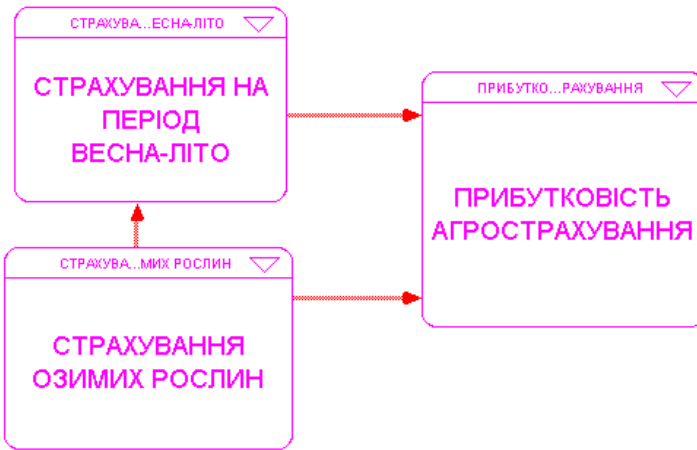 СТРАХУВА...ЕСНА-ЛІТО
СТРАХУВАННЯ НА
ПЕРІОД
ВЕСНА-ЛІТО
ПРИБУТКО...РАХУВАННЯ
ПРИБУТКОВІСТЬ
АГРОСТРАХУВАННЯ
СТРАХУВА...МИХ РОСЛИН
СТРАХУВАННЯ
ОЗИМИХ РОСЛИН